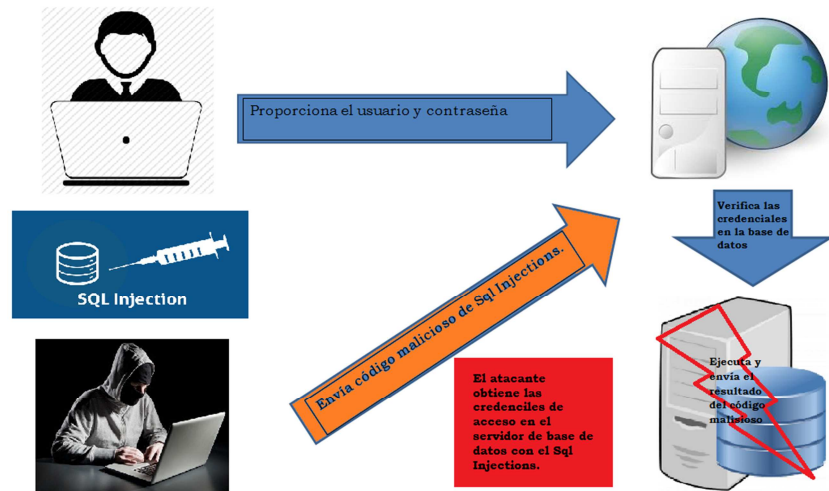 Proporciona el usuario y contraseña
Verifica las
credenciales
en la base de
datos
SQL Injection
Envía código malicioso de Sql Injections.
El atacante
obtiene las
credenciles de
acceso en el
servidor de base de
datos con el Sql
Injections.
Ejecuta y
envía el
resultado
del código
malisioso